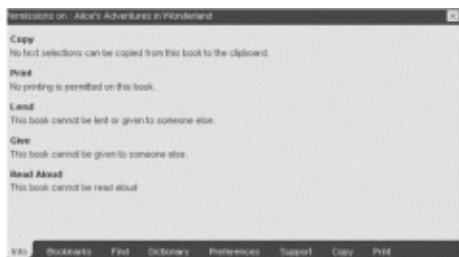 Permissions on : Alice's Adventures in Wonderland
Copy
No text selections can be copied from this book to the clipboard.
Print
No printing is permitted on this book.
Lend
This book cannot be lent or given to someone else.
Give
This book cannot be given to someone else.
Read Aloud
This book cannot be read aloud
Info Bookmarks Find Dictionary Preferences Support Copy Print